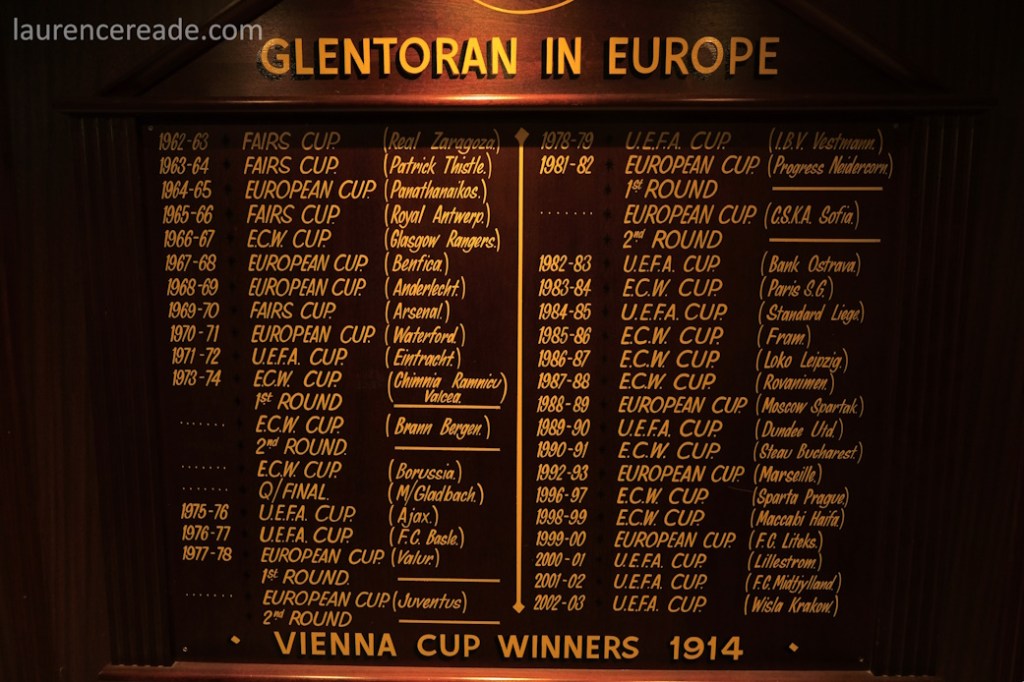 laurencereade.com
GLENTORAN IN EUROPE
1962-63 FAIRS CUP. (Real Zaragoza.)
1963-64 FAIRS CUP. (Patrick Thistle.)
1964-65 EUROPEAN CUP. (Panathanaikos.)
1965-66 FAIRS CUP. (Royal Antwerp.)
1966-67 E.C.W. CUP. (Glasgow Rangers.)
1967-68 EUROPEAN CUP. (Benfica.)
1968-69 EUROPEAN CUP. (Anderlecht.)
1969-70 FAIRS CUP. (Arsenal.)
1970-71 EUROPEAN CUP. (Waterford.)
1971-72 U.E.F.A. CUP. (Eintracht.)
1973-74 E.C.W. CUP. (Chimnia Ramnicu
1st ROUND Valcea.)
....... E.C.W. CUP. (Brann Bergen.)
2nd ROUND.
....... E.C.W. CUP. (Borussia.)
....... Q/FINAL. (M/Gladbach.)
1975-76 U.E.F.A. CUP. (Ajax.)
1976-77 U.E.F.A. CUP. (F.C. Basle.)
1977-78 EUROPEAN CUP. (Valur.)
1st ROUND.
....... EUROPEAN CUP. (Juventus)
2nd ROUND
1978-79 U.E.F.A. CUP. (I.B.V. Vestmann.)
1981-82 EUROPEAN CUP. (Progress Neidercorn.)
1st ROUND
....... EUROPEAN CUP. (C.S.K.A. Sofia.)
2nd ROUND
1982-83 U.E.F.A. CUP. (Bank Ostrava.)
1983-84 E.C.W. CUP. (Paris S.G.)
1984-85 U.E.F.A. CUP. (Standard Liege.)
1985-86 E.C.W. CUP. (Fram.)
1986-87 E.C.W. CUP. (Loko Leipzig.)
1987-88 E.C.W. CUP. (Rovanimen.)
1988-89 EUROPEAN CUP. (Moscow Spartak.)
1989-90 U.E.F.A. CUP. (Dundee Utd.)
1990-91 E.C.W. CUP. (Steau Bucharest.)
1992-93 EUROPEAN CUP. (Marseille.)
1996-97 E.C.W. CUP. (Sparta Prague.)
1998-99 E.C.W. CUP. (Maccabi Haifa.)
1999-00 EUROPEAN CUP. (F.C. Liteks.)
2000-01 U.E.F.A. CUP. (Lillestrom.)
2001-02 U.E.F.A. CUP. (F.C. Midtjylland.)
2002-03 U.E.F.A. CUP. (Wisla Krakow.)
VIENNA CUP WINNERS 1914